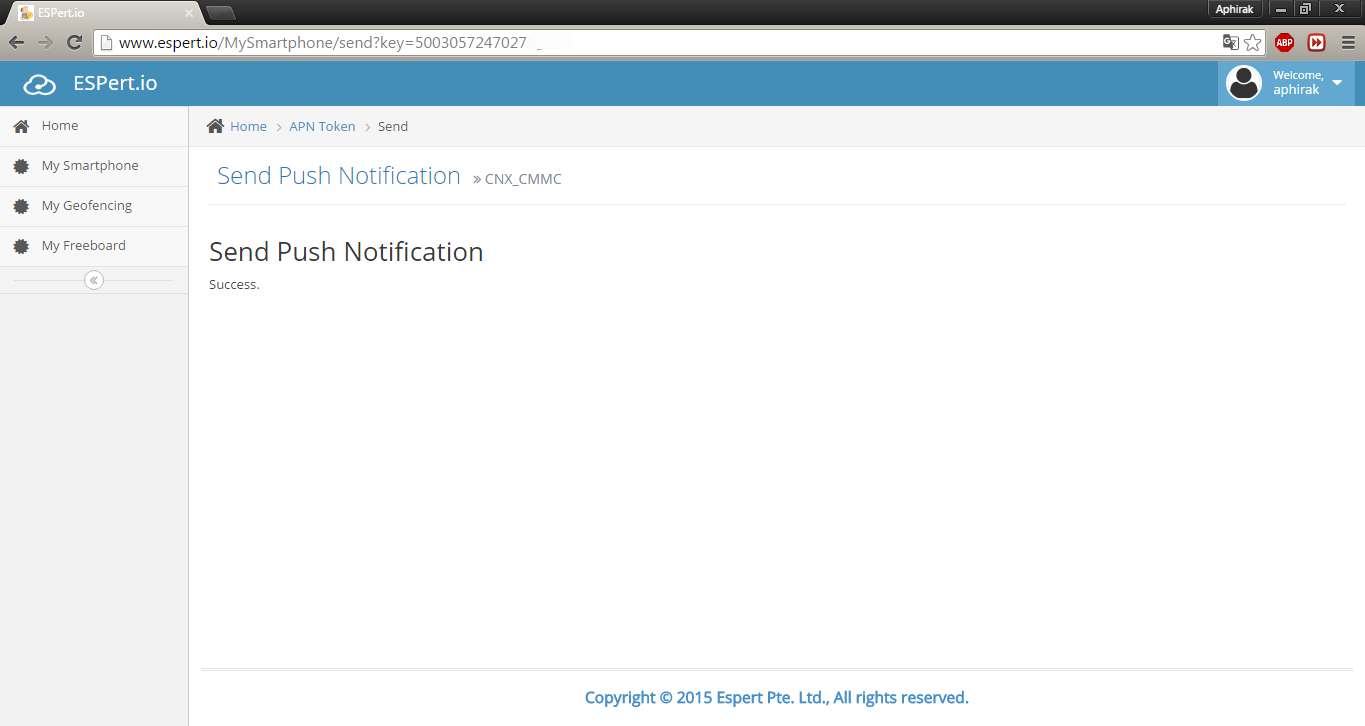 ESPert.io
Aphirak
www.espert.io/MySmartphone/send?key=5003057247027
ABP
ESPert.io
Welcome,
aphirak
Home
My Smartphone
My Geofencing
My Freeboard
Home > APN Token > Send
Send Push Notification » CNX_CMMC
Send Push Notification
Success.
Copyright © 2015 Espert Pte. Ltd., All rights reserved.